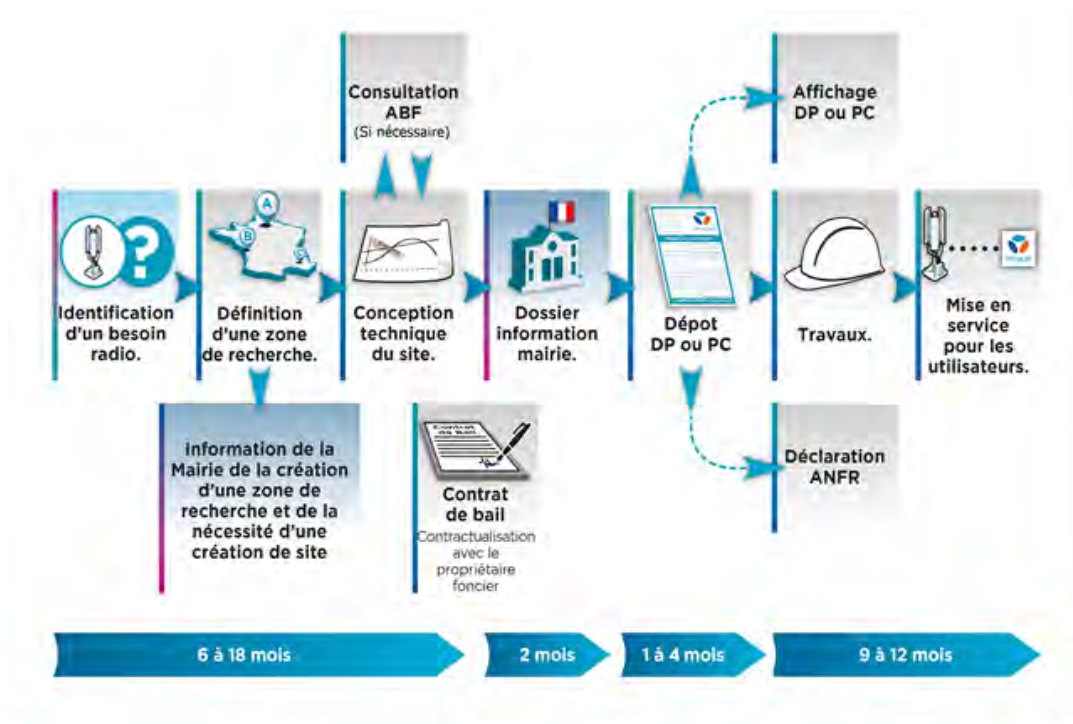 Consultation
ABF
(Si nécessaire)
Affichage
DP ou PC
A
B
Identification
d'un besoin
radio.
Définition
d'une zone
de recherche.
Conception
technique
du site.
Dossier
information
mairie.
Dépot
DP ou PC
Travaux.
Mise en
service
pour les
utilisateurs.
Information de la
Mairie de la création
d'une zone de
recherche et de la
nécessité d'une
création de site
Contrat
de Bail
Contrat
de bail
Contractualisation
avec le
propriétaire
foncier
Déclaration
ANFR
6 à 18 mois
2 mois
1 à 4 mois
9 à 12 mois